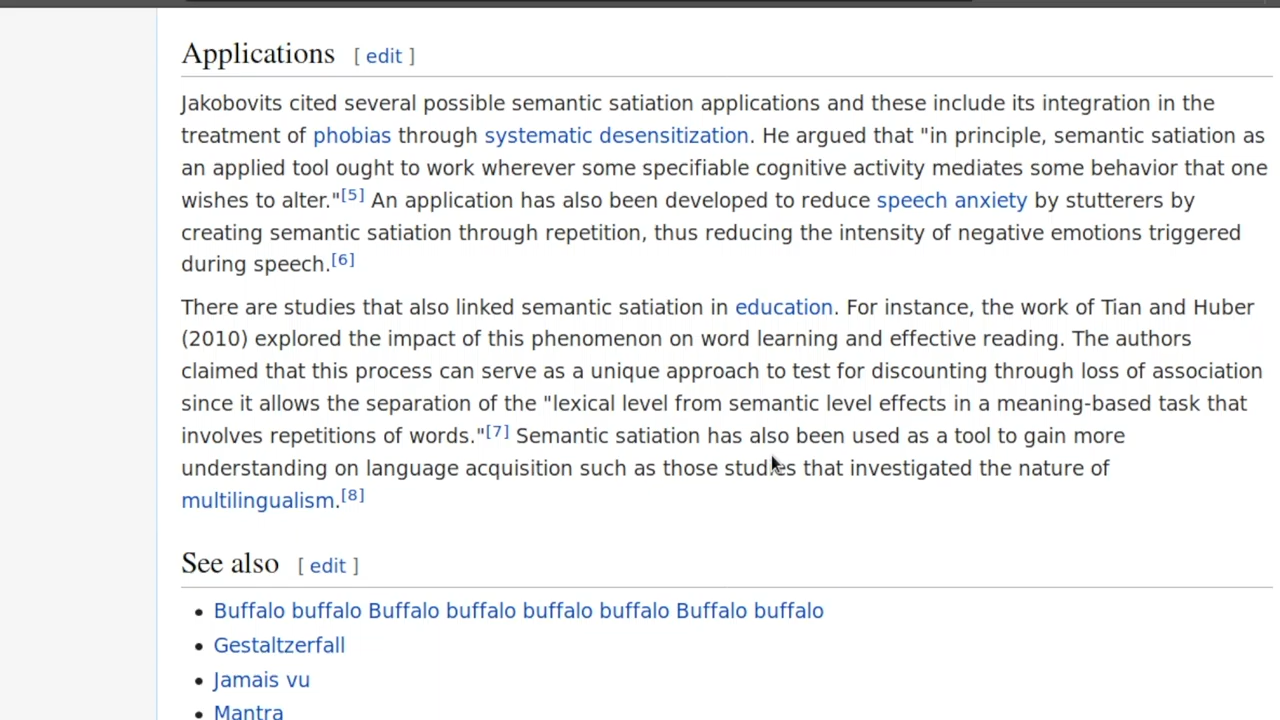 Applications [ edit ]
Jakobovits cited several possible semantic satiation applications and these include its integration in the
treatment of phobias through systematic desensitization. He argued that "in principle, semantic satiation as
an applied tool ought to work wherever some specifiable cognitive activity mediates some behavior that one
wishes to alter."[5] An application has also been developed to reduce speech anxiety by stutterers by
creating semantic satiation through repetition, thus reducing the intensity of negative emotions triggered
during speech.[6]
There are studies that also linked semantic satiation in education. For instance, the work of Tian and Huber
(2010) explored the impact of this phenomenon on word learning and effective reading. The authors
claimed that this process can serve as a unique approach to test for discounting through loss of association
since it allows the separation of the "lexical level from semantic level effects in a meaning-based task that
involves repetitions of words."[7] Semantic satiation has also been used as a tool to gain more
understanding on language acquisition such as those studies that investigated the nature of
multilingualism.[8]
See also [ edit ]
• Buffalo buffalo Buffalo buffalo buffalo buffalo Buffalo buffalo
• Gestaltzerfall
• Jamais vu
• Mantra